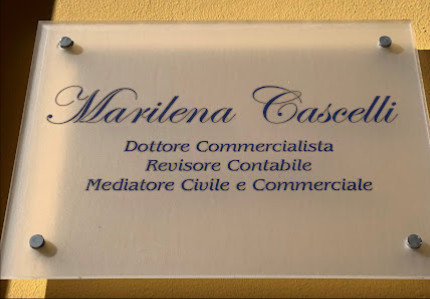 Marilena Cascelli
Dottore Commercialista
Revisore Contabile
Mediatore Civile e Commerciale